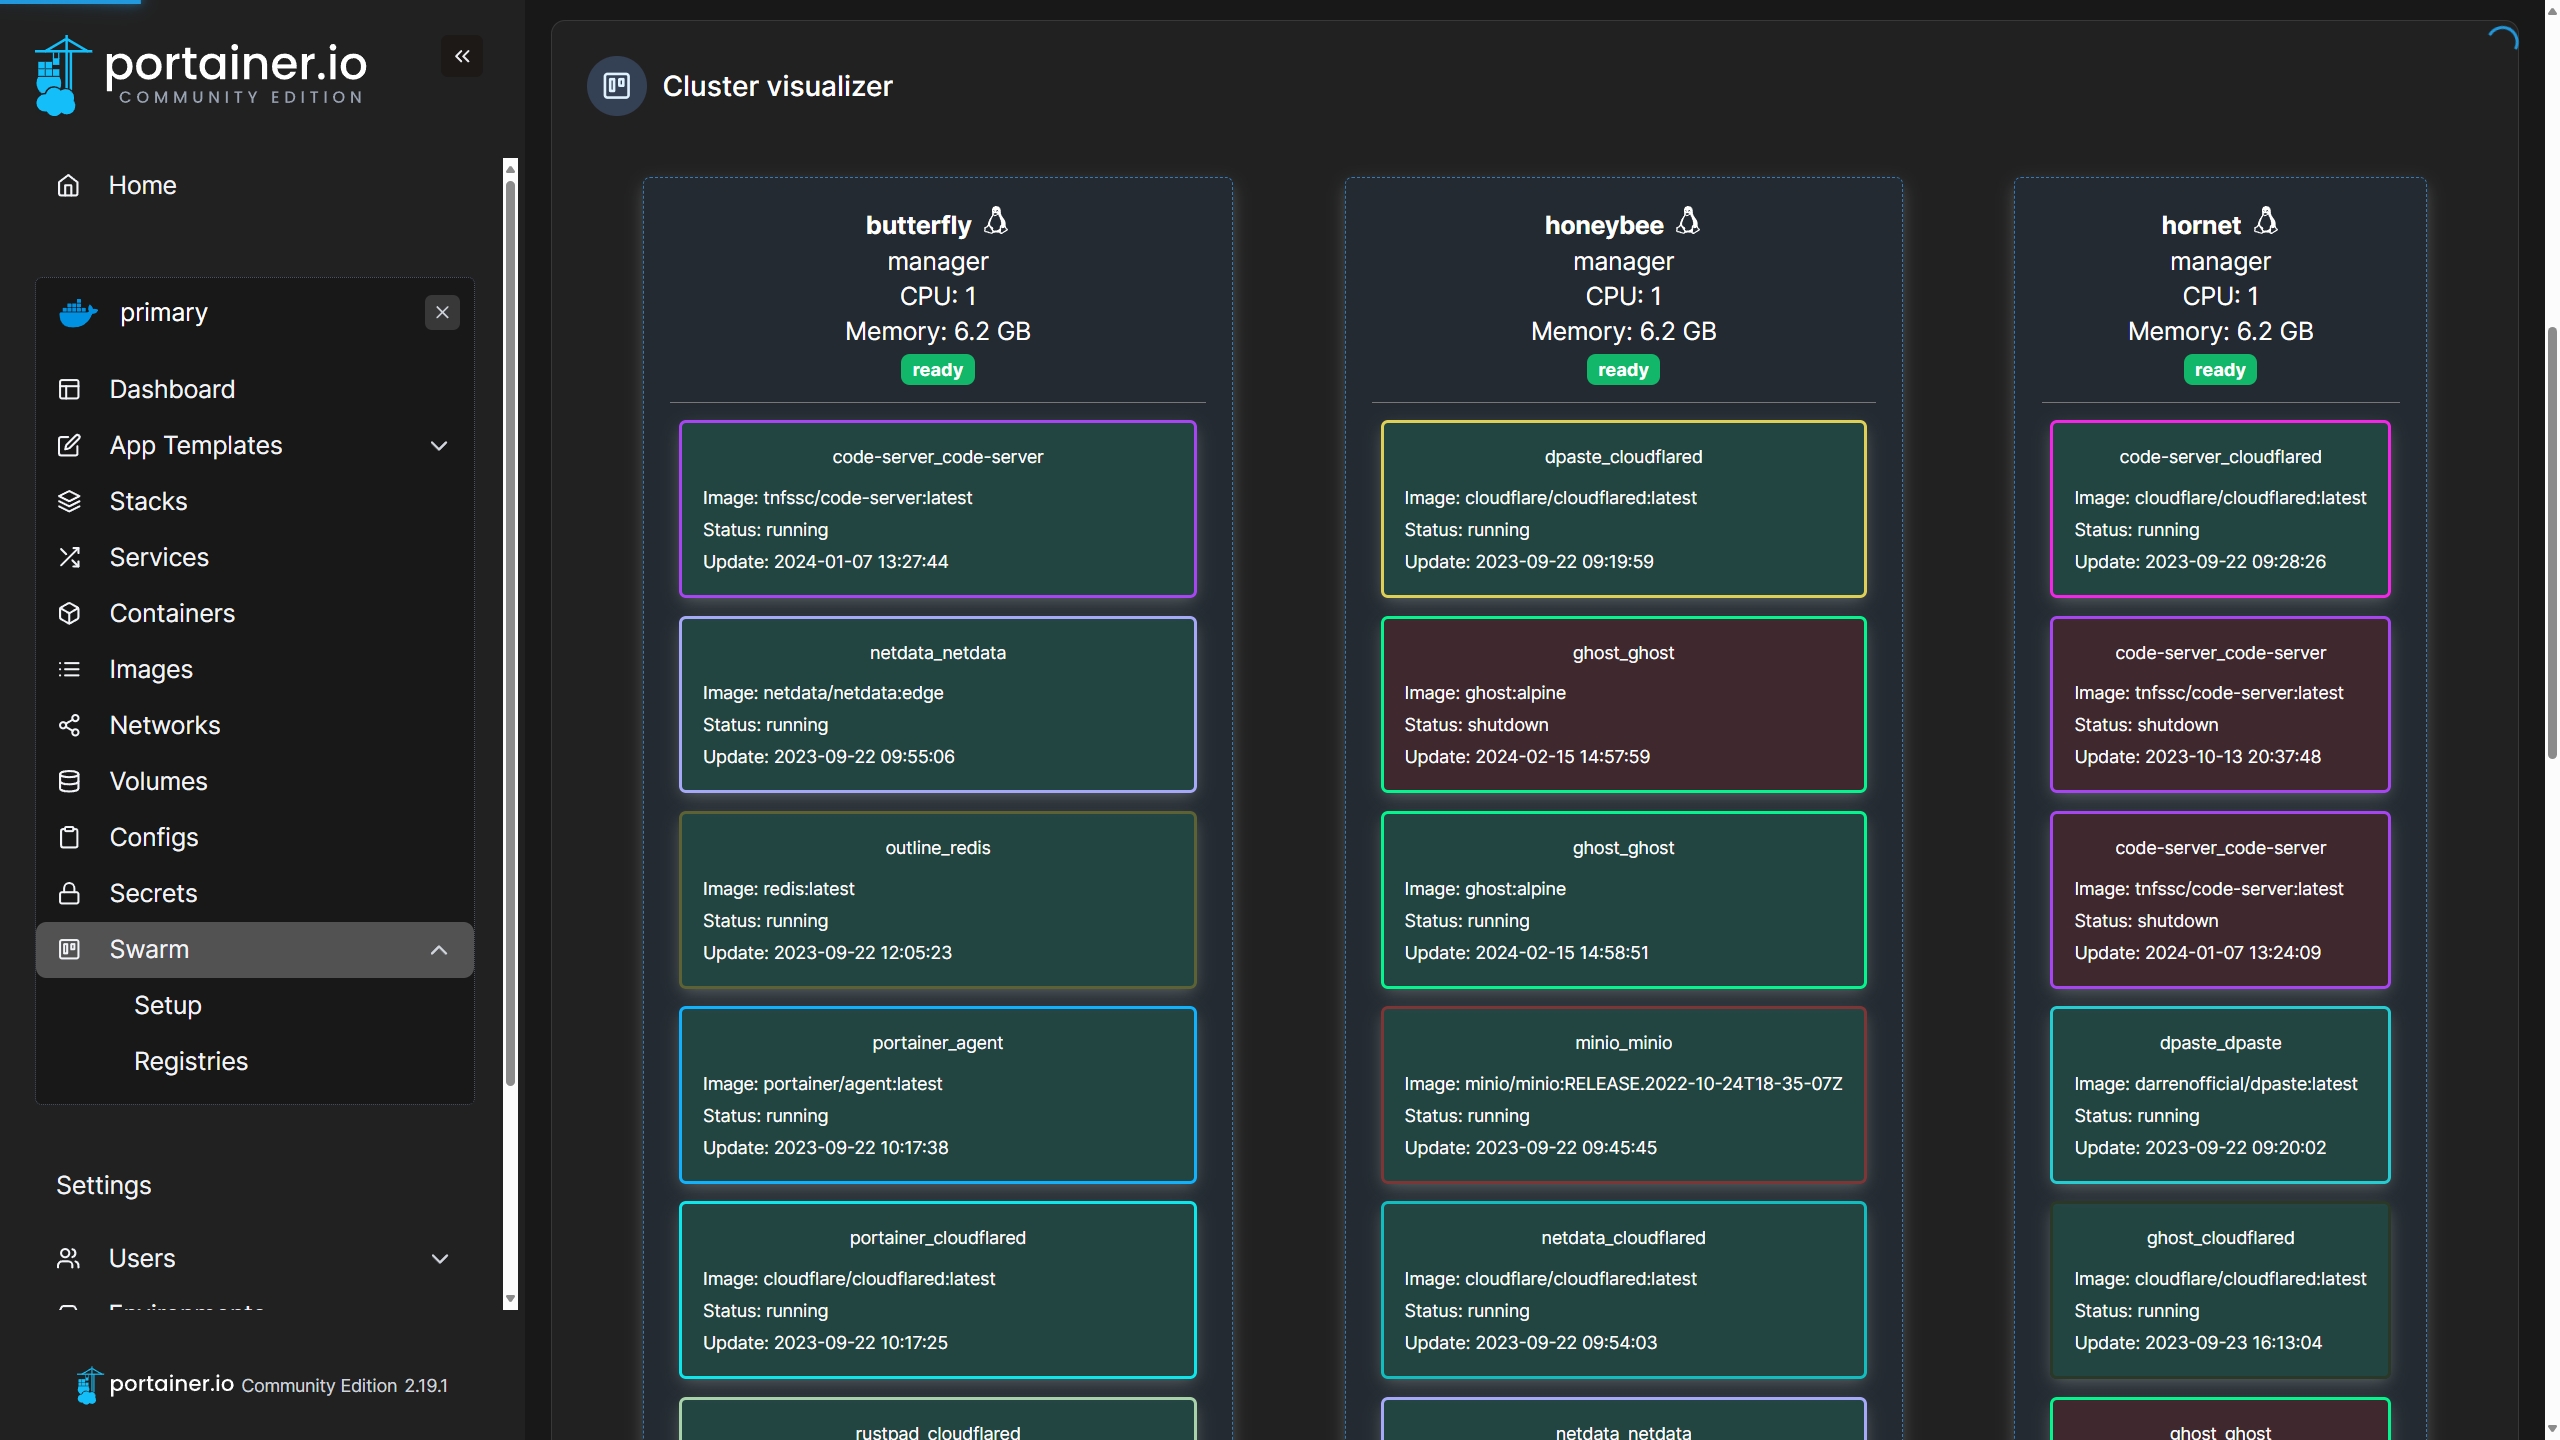 portainer.io
COMMUNITY EDITION
Home
primary
Dashboard
App Templates
Stacks
Services
Containers
Images
Networks
Volumes
Configs
Secrets
Swarm
Setup
Registries
Settings
Users
Environments
portainer.io Community Edition 2.19.1
Cluster visualizer
butterfly
manager
CPU: 1
Memory: 6.2 GB
ready
code-server_code-server
Image: tnfssc/code-server:latest
Status: running
Update: 2024-01-07 13:27:44
netdata_netdata
Image: netdata/netdata:edge
Status: running
Update: 2023-09-22 09:55:06
outline_redis
Image: redis:latest
Status: running
Update: 2023-09-22 12:05:23
portainer_agent
Image: portainer/agent:latest
Status: running
Update: 2023-09-22 10:17:38
portainer_cloudflared
Image: cloudflare/cloudflared:latest
Status: running
Update: 2023-09-22 10:17:25
rustpad_cloudflared
honeybee
manager
CPU: 1
Memory: 6.2 GB
ready
dpaste_cloudflared
Image: cloudflare/cloudflared:latest
Status: running
Update: 2023-09-22 09:19:59
ghost_ghost
Image: ghost:alpine
Status: shutdown
Update: 2024-02-15 14:57:59
ghost_ghost
Image: ghost:alpine
Status: running
Update: 2024-02-15 14:58:51
minio_minio
Image: minio/minio:RELEASE.2022-10-24T18-35-07Z
Status: running
Update: 2023-09-22 09:45:45
netdata_cloudflared
Image: cloudflare/cloudflared:latest
Status: running
Update: 2023-09-22 09:54:03
netdata_netdata
hornet
manager
CPU: 1
Memory: 6.2 GB
ready
code-server_cloudflared
Image: cloudflare/cloudflared:latest
Status: running
Update: 2023-09-22 09:28:26
code-server_code-server
Image: tnfssc/code-server:latest
Status: shutdown
Update: 2023-10-13 20:37:48
code-server_code-server
Image: tnfssc/code-server:latest
Status: shutdown
Update: 2024-01-07 13:24:09
dpaste_dpaste
Image: darrenofficial/dpaste:latest
Status: running
Update: 2023-09-22 09:20:02
ghost_cloudflared
Image: cloudflare/cloudflared:latest
Status: running
Update: 2023-09-23 16:13:04
ghost_ghost